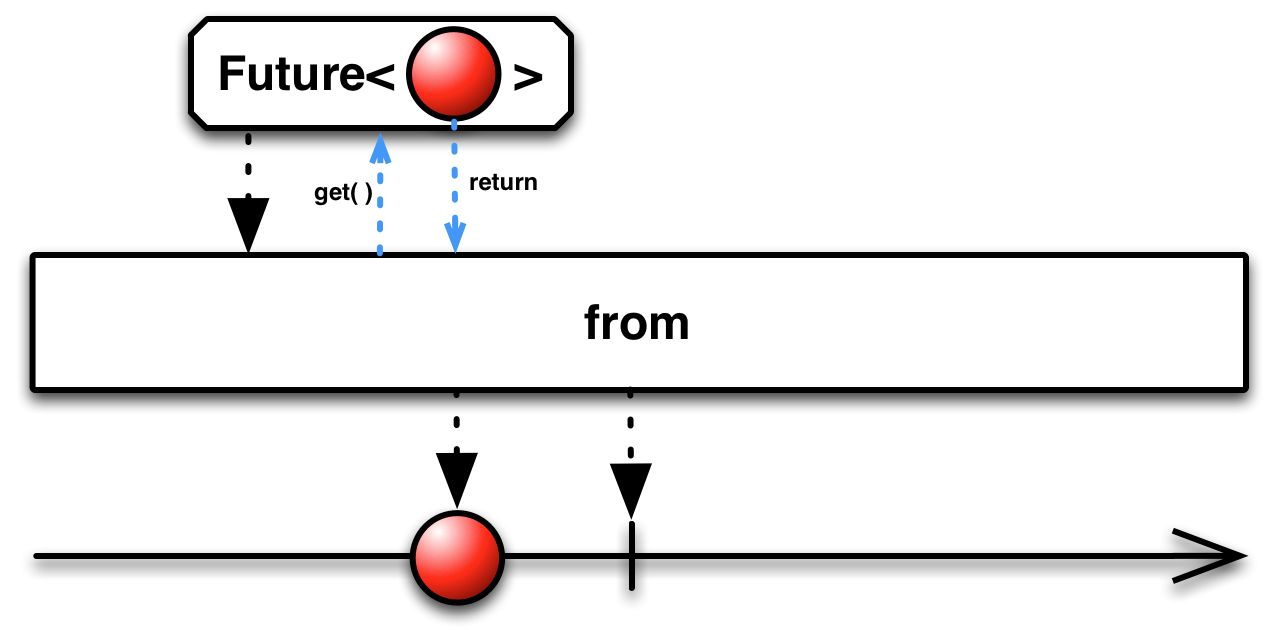 Future< >
get( )
return
from